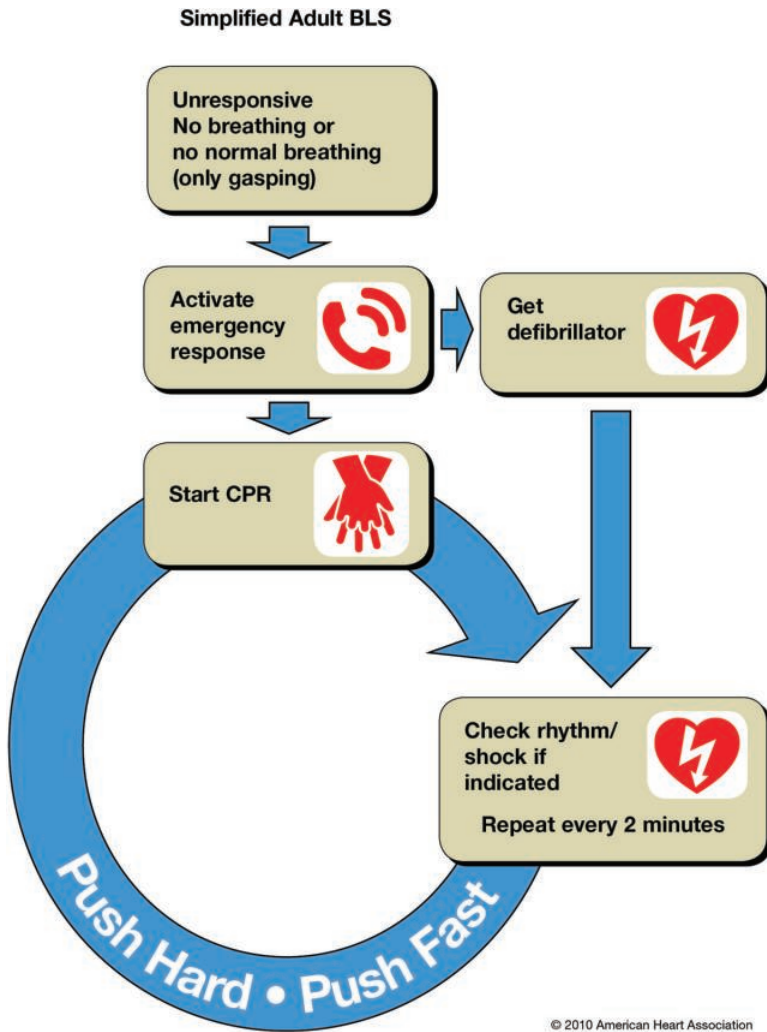 Simplified Adult BLS
Unresponsive
No breathing or
no normal breathing
(only gasping)
Activate
emergency
response
Get
defibrillator
Start CPR
Check rhythm/
shock if
indicated
Repeat every 2 minutes
Push Hard • Push Fast
© 2010 American Heart Association